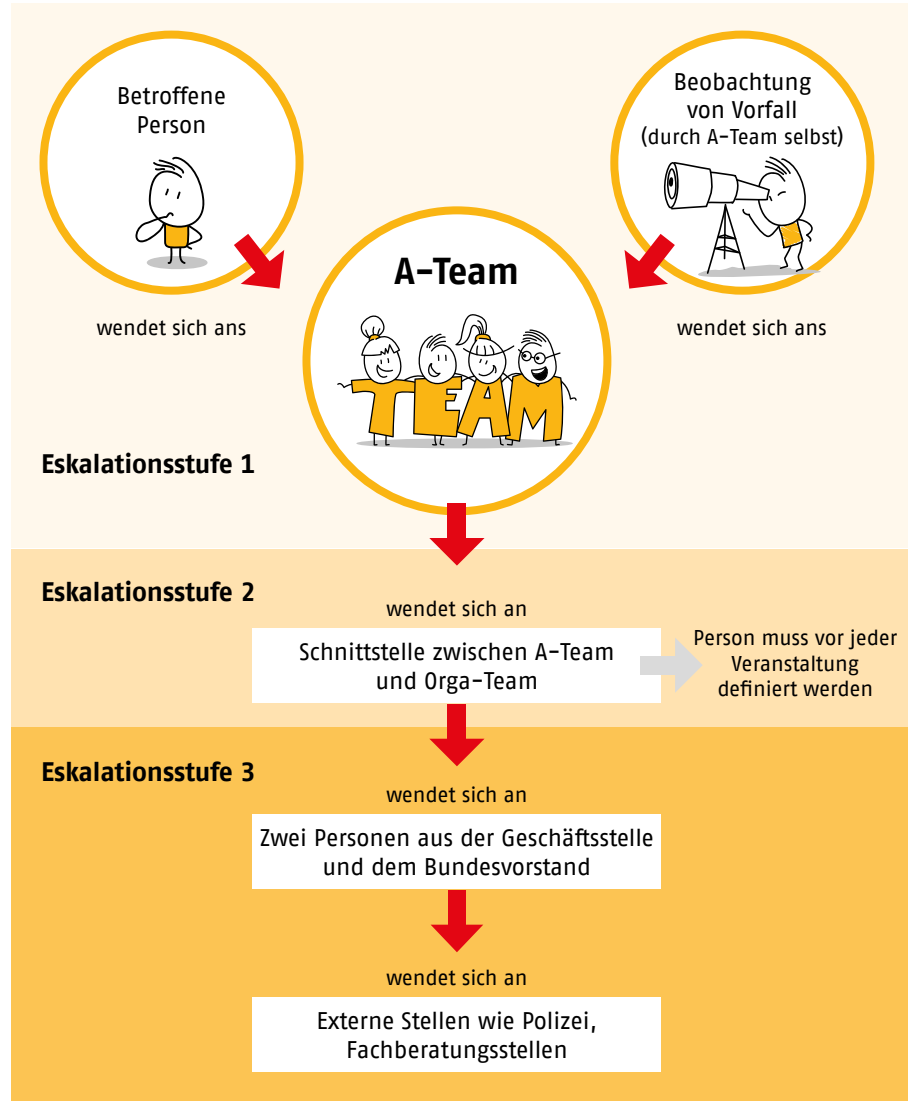 Betroffene
Person
Beobachtung
von Vorfall
(durch A-Team selbst)
A-Team
TEAM
wendet sich ans
wendet sich ans
Eskalationsstufe 1
Eskalationsstufe 2
wendet sich an
Schnittstelle zwischen A-Team
und Orga-Team
Person muss vor jeder
Veranstaltung
definiert werden
Eskalationsstufe 3
wendet sich an
Zwei Personen aus der Geschäftsstelle
und dem Bundesvorstand
wendet sich an
Externe Stellen wie Polizei,
Fachberatungsstellen